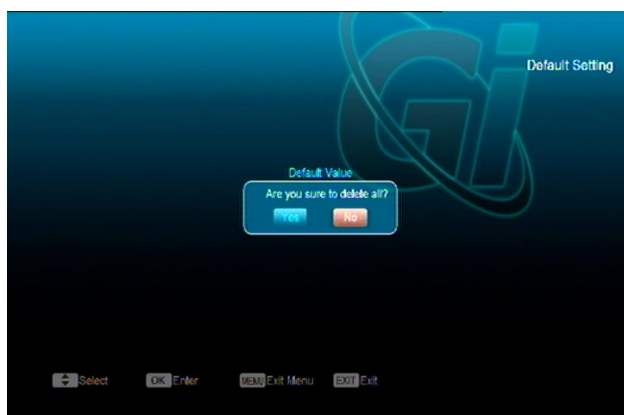 Gi
Default Setting
Default Value
Are you sure to delete all?
Yes No
Select OK Enter MENU Exit Menu EXIT Exit